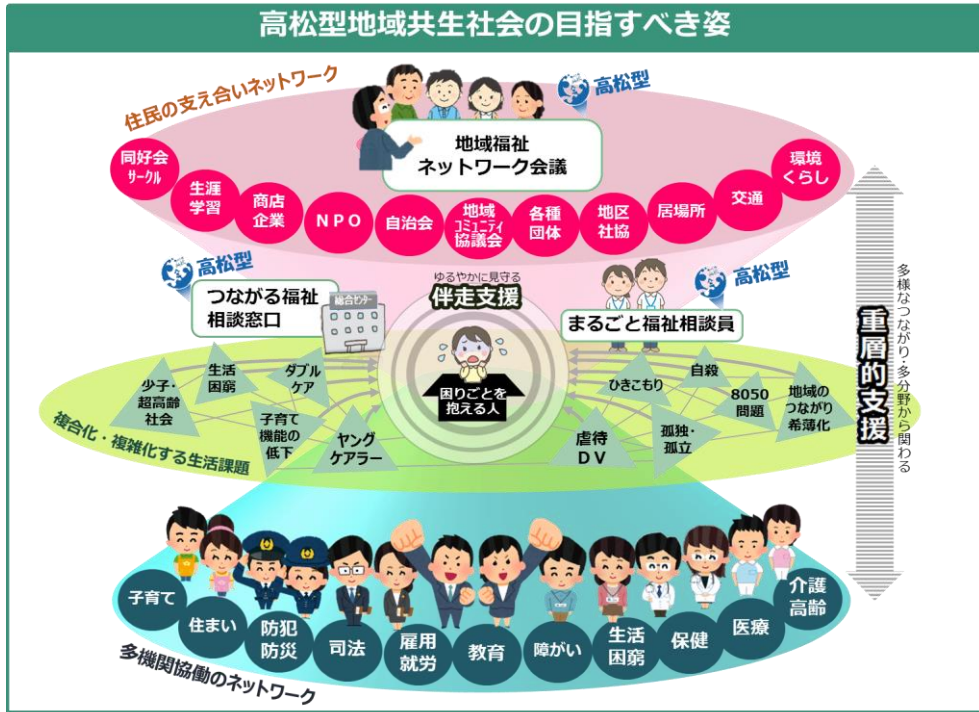 高松型地域共生社会の目指すべき姿
住民の支え合いネットワーク
高松型
地域福祉
ネットワーク会議
同好会
サークル
生涯
学習
商店
企業
NPO
自治会
地域
コミュニティ
協議会
各種
団体
地区
社協
居場所
交通
環境
くらし
高松型
つながる福祉
相談窓口
総合センター
ゆるやかに見守る
伴走支援
高松型
まるごと福祉相談員
困りごとを
抱える人
少子・
超高齢
社会
生活
困窮
ダブル
ケア
子育て
機能の
低下
ヤング
ケアラー
虐待
DV
ひきこもり
孤独・
孤立
自殺
8050
問題
地域の
つながり
希薄化
複合化・複雑化する生活課題
重層的支援
多様なつながり・多分野から関わる
子育て
住まい
防犯
防災
司法
雇用
就労
教育
障がい
生活
困窮
保健
医療
介護
高齢
多機関協働のネットワーク